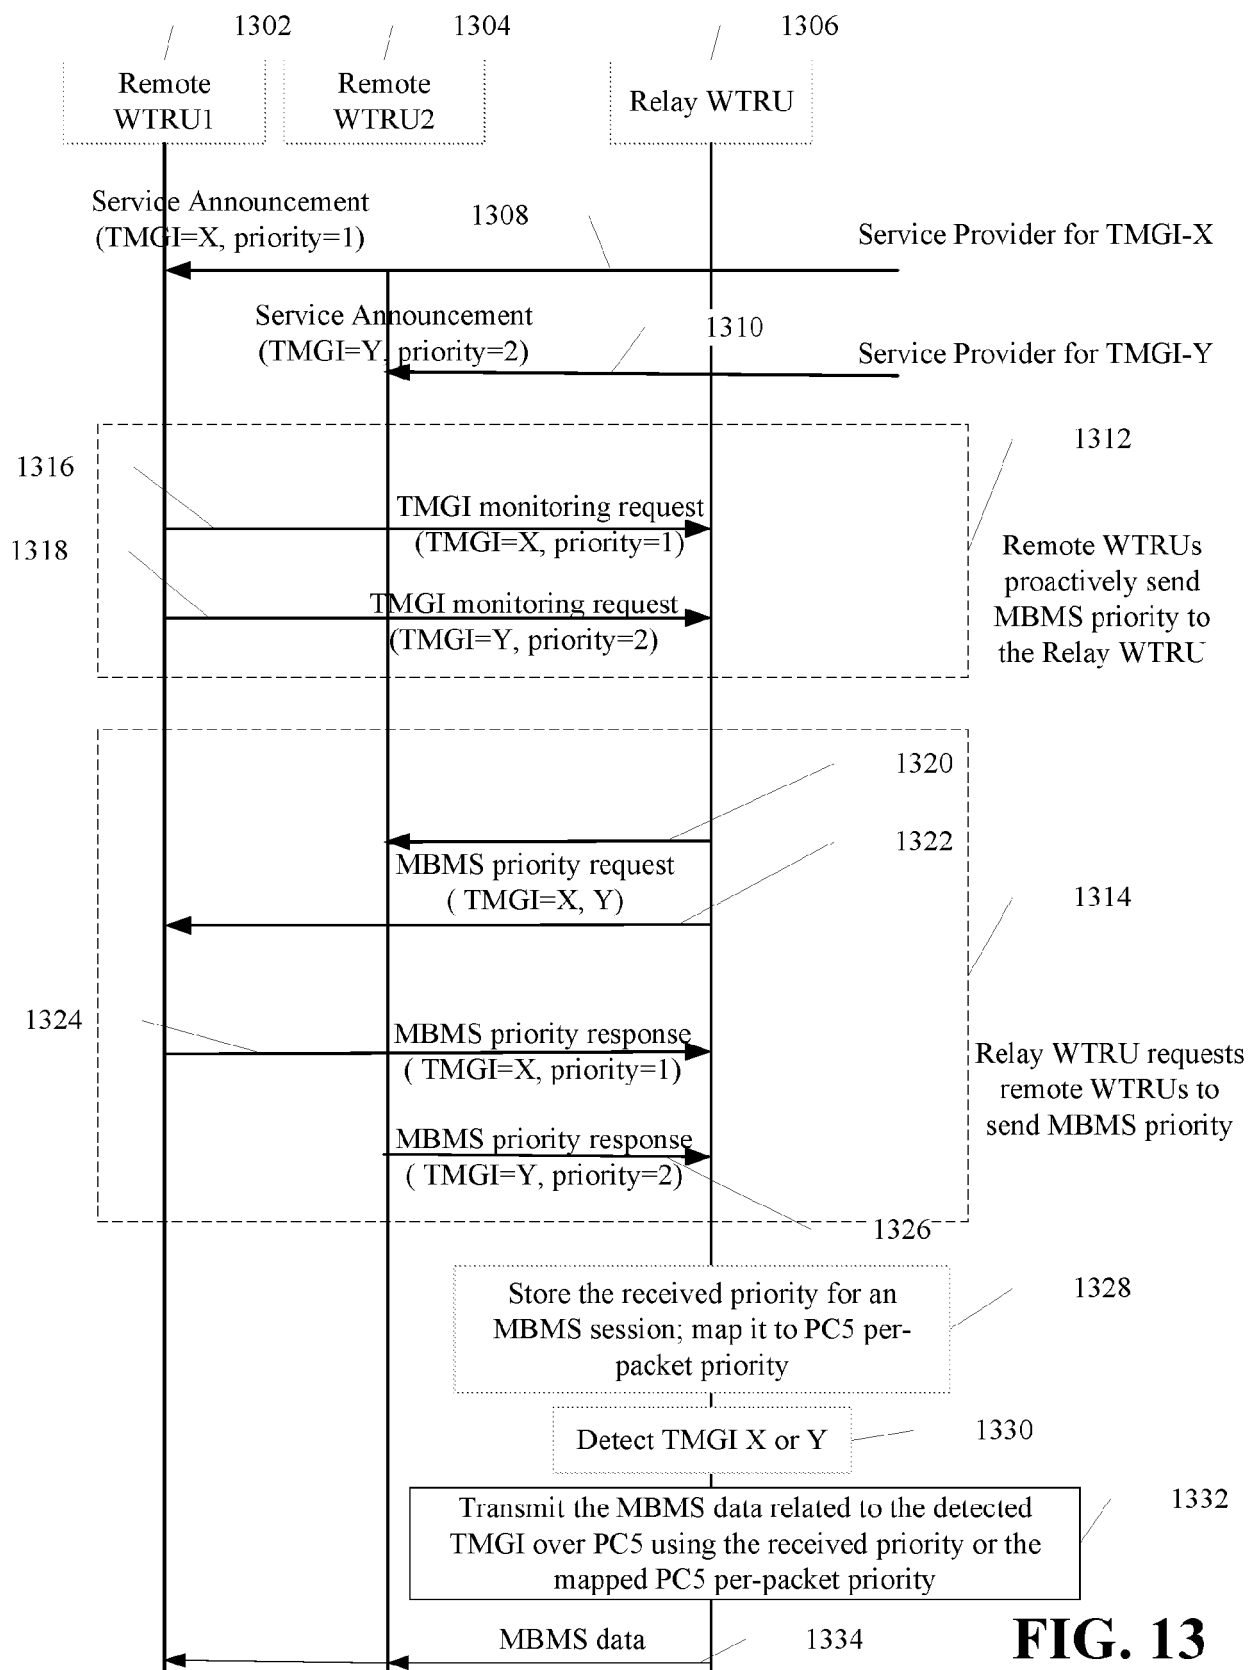 1302
1304
1306
Remote
WTRU1
Remote
WTRU2
Relay WTRU
Service Announcement
(TMGI=X, priority=1)
1308
Service Provider for TMGI-X
Service Announcement
(TMGI=Y, priority=2)
1310
Service Provider for TMGI-Y
1312
1316
TMGI monitoring request
(TMGI=X, priority=1)
1318
TMGI monitoring request
(TMGI=Y, priority=2)
Remote WTRUs
proactively send
MBMS priority to
the Relay WTRU
1320
1322
MBMS priority request
( TMGI=X, Y)
1314
1324
MBMS priority response
( TMGI=X, priority=1)
Relay WTRU requests
remote WTRUs to
send MBMS priority
MBMS priority response
( TMGI=Y, priority=2)
1326
Store the received priority for an
MBMS session; map it to PC5 per-
packet priority
1328
Detect TMGI X or Y
1330
Transmit the MBMS data related to the detected
TMGI over PC5 using the received priority or the
mapped PC5 per-packet priority
1332
MBMS data
1334
FIG. 13